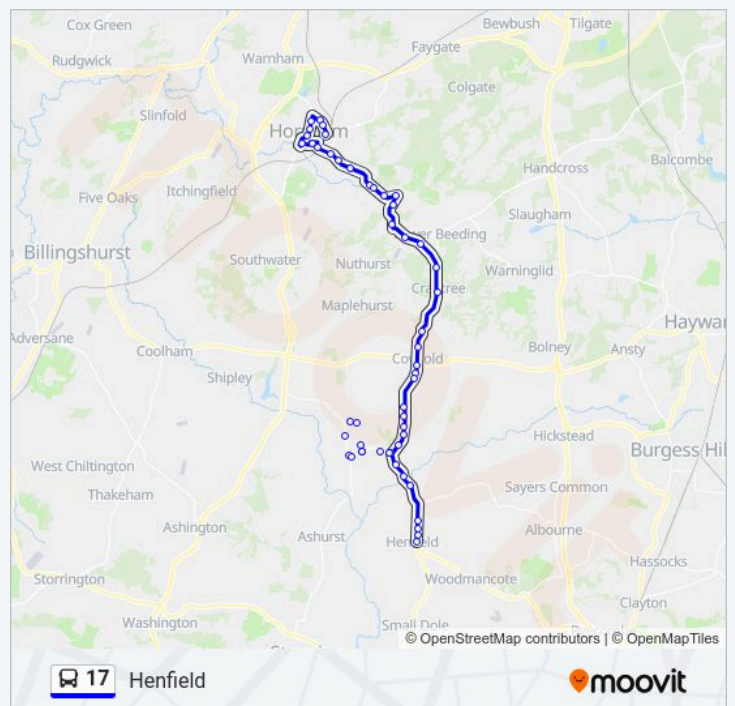 Cox Green
Bewbush
Tilgate
Rudgwick
Warnham
Faygate
Colgate
Slinfold
Handcross
Balcombe
Five Oaks
Itchingfield
Slaugham
Billingshurst
Southwater
Nuthurst
Warninglid
Maplehurst
Haywar
Adversane
Coolham
Cowfold
Bolney
Ansty
Shipley
Hickstead
Burgess Hil
West Chiltington
Sayers Common
Thakeham
Ashington
Ashurst
Henfield
Albourne
Hassocks
Storrington
Woodmancote
Clayton
Washington
Small Dole
© OpenStreetMap contributors | © OpenMapTiles
17 Henfield
moovit